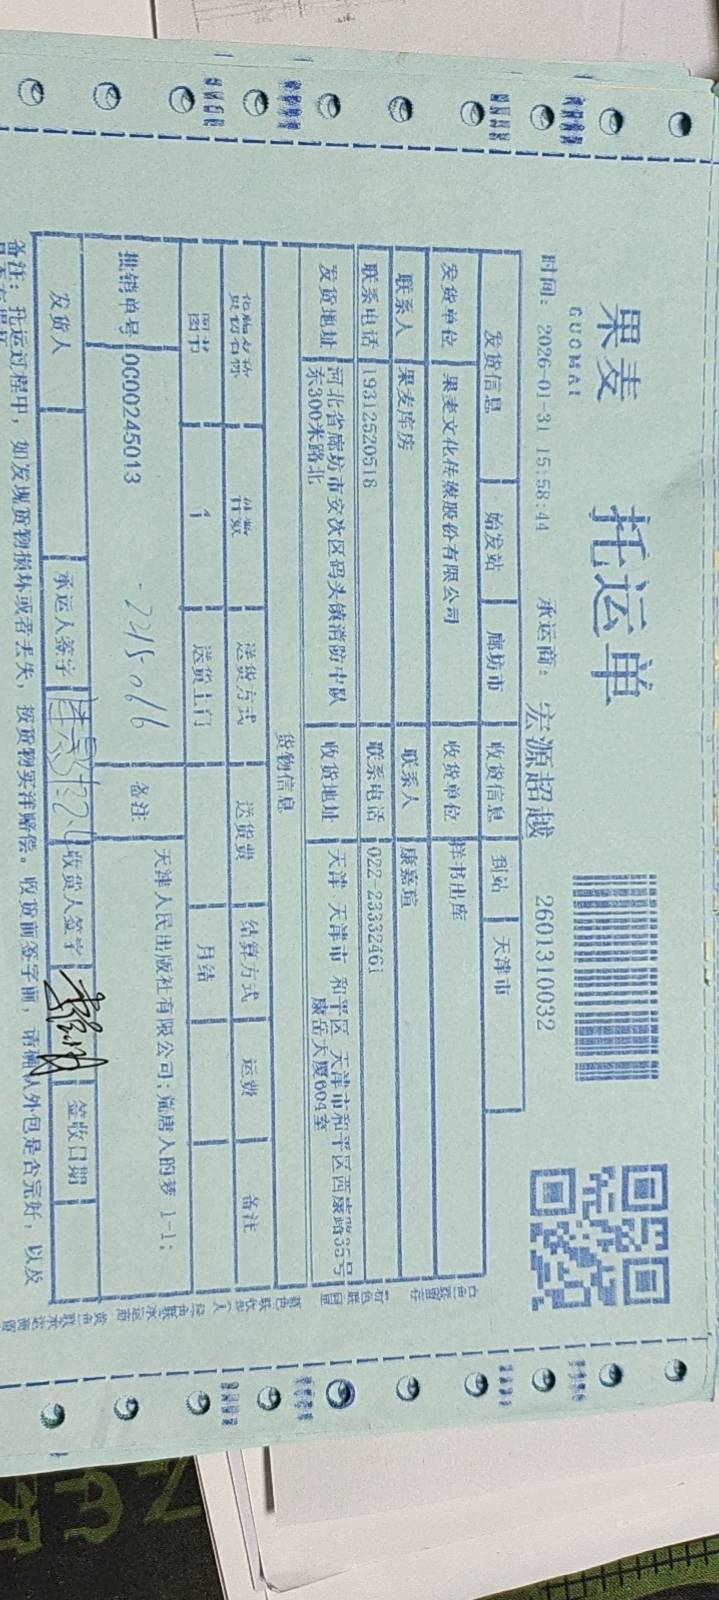 果麦
GUOMAI
托运单
时间: 2026-01-31 15:58:44 承运商: 宏源超越 2601310032
发货信息 始发站 廊坊市 收货信息 到站 天津市
发货单位 果麦文化传媒股份有限公司 收货单位 样书出库
联系人 果麦库房 联系人 康嘉瑄
联系电话 19312520518 联系电话 022-23332461
发货地址 河北省廊坊市安次区码头镇消防中队
东300米路北 收货地址 天津 天津市 和平区 天津市和平区西康路35号
康岳大厦604室
货物信息
货物名称 件数 送货方式 送货费 结算方式 运费 备注
图书 1 送货上门 月结
批销单号 0000245013 备注 天津人民出版社有限公司;荒唐人的梦 1-1;
发货人 承运人签字 收货人签字 签收日期
备注: 托运过程中, 如发现货物损坏或者丢失, 按货物实洋赔偿。收货前签字前, 请确认外包是否完好, 以及